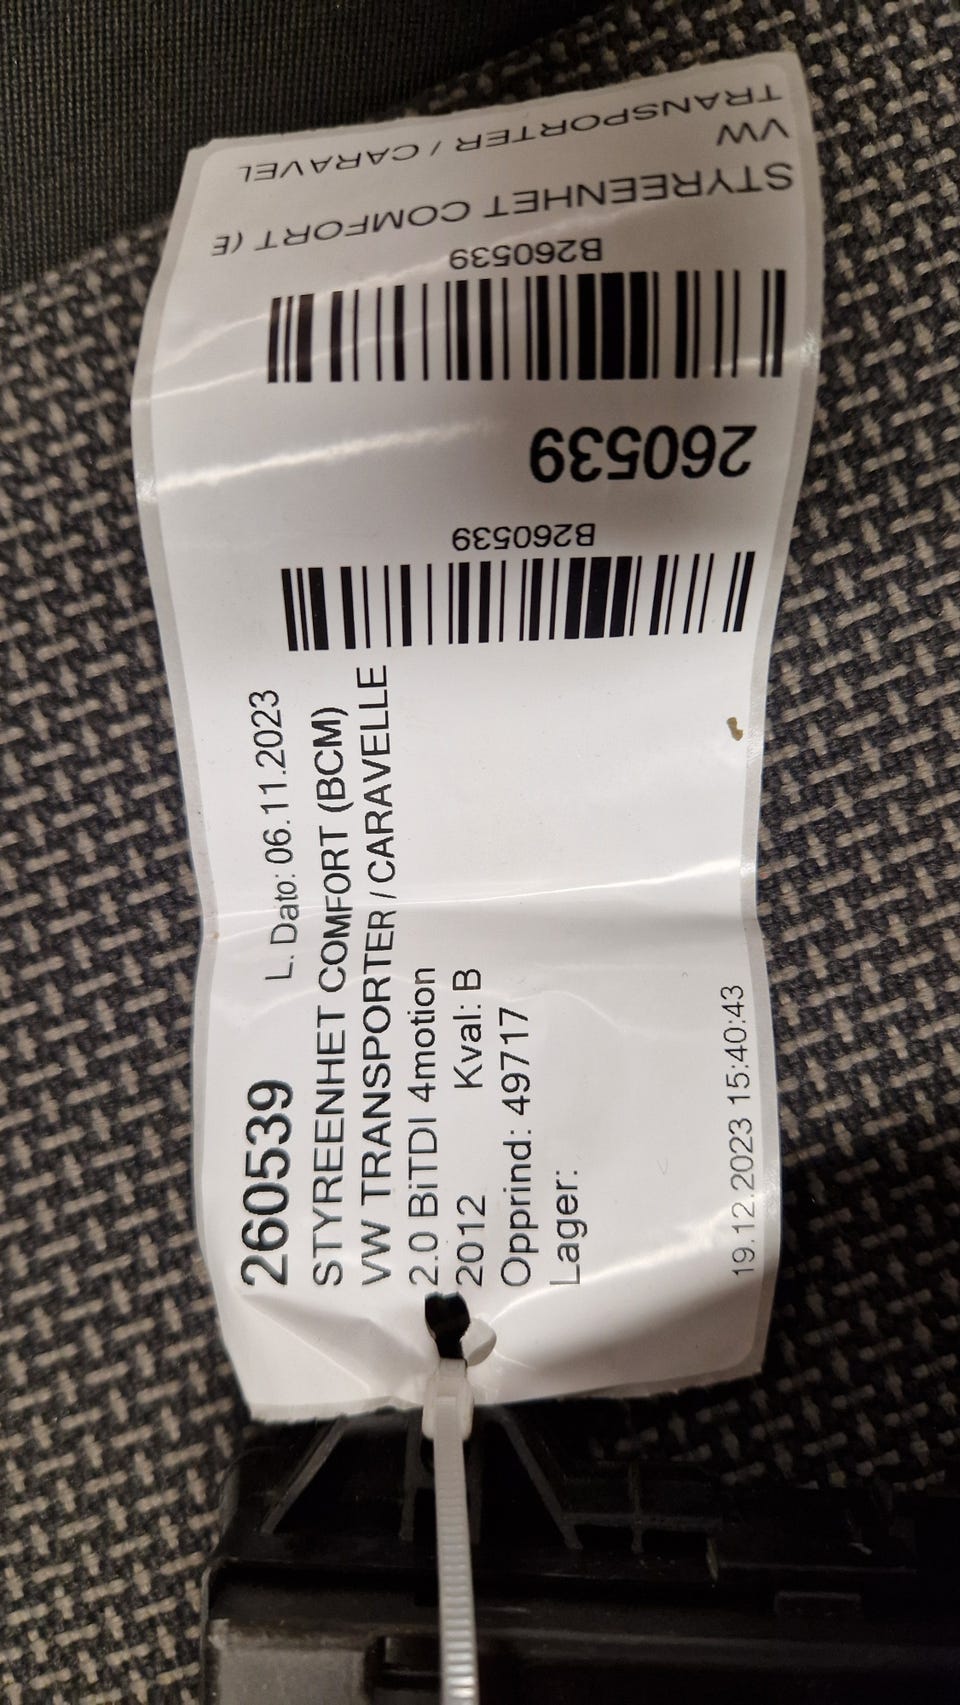 TRANSPORTER / CARAVEL
VW
STYREENHET COMFORT (E
B260539
260539
B260539
260539 L. Dato: 06.11.2023
STYREENHET COMFORT (BCM)
VW TRANSPORTER / CARAVELLE
2.0 BiTDI 4motion
2012 Kval: B
Opprind: 49717
Lager:
19.12.2023 15:40:43